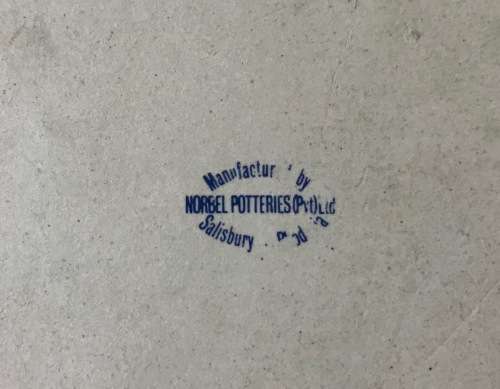 Manufactur by
NORBEL POTTERIES (Pvt) Ltd
Salisbury